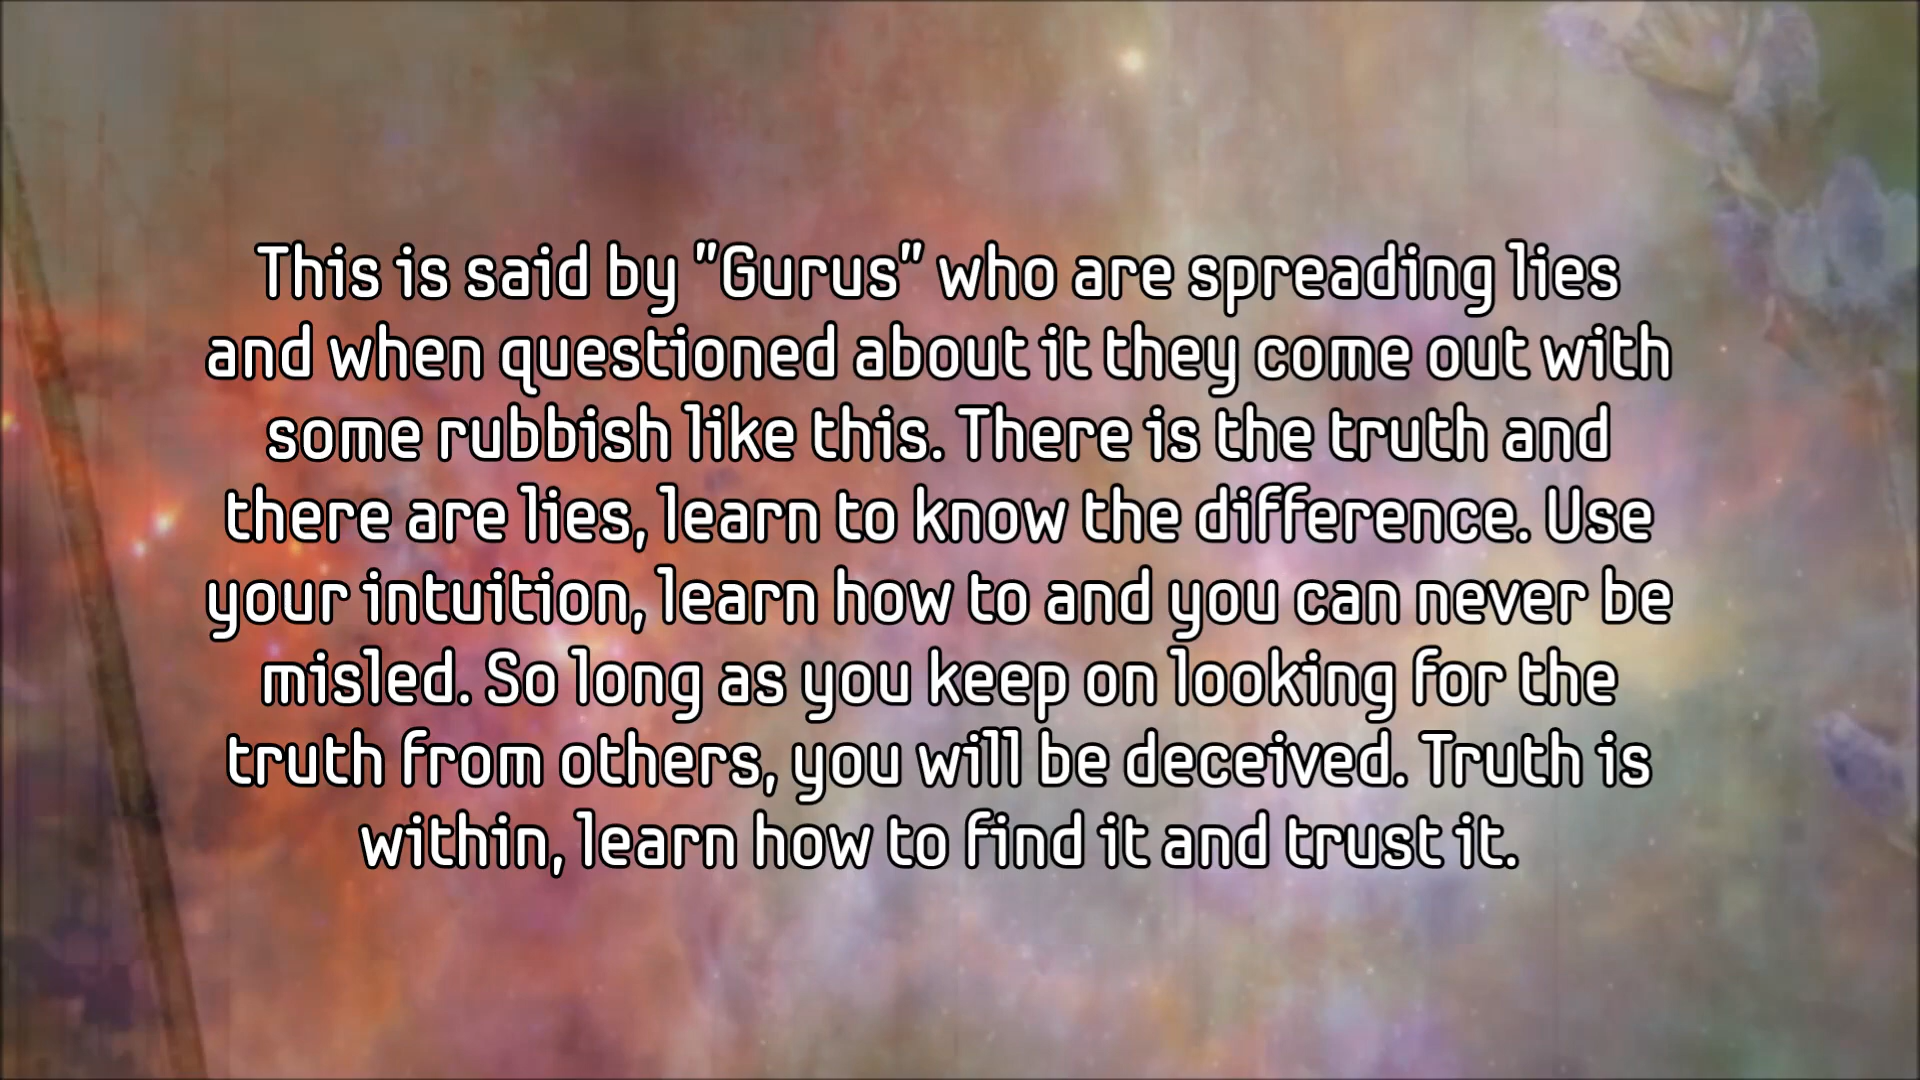 This is said by "Gurus" who are spreading lies
and when questioned about it they come out with
some rubbish like this. There is the truth and
there are lies, learn to know the difference. Use
your intuition, learn how to and you can never be
misled. So long as you keep on looking for the
truth from others, you will be deceived. Truth is
within, learn how to find it and trust it.